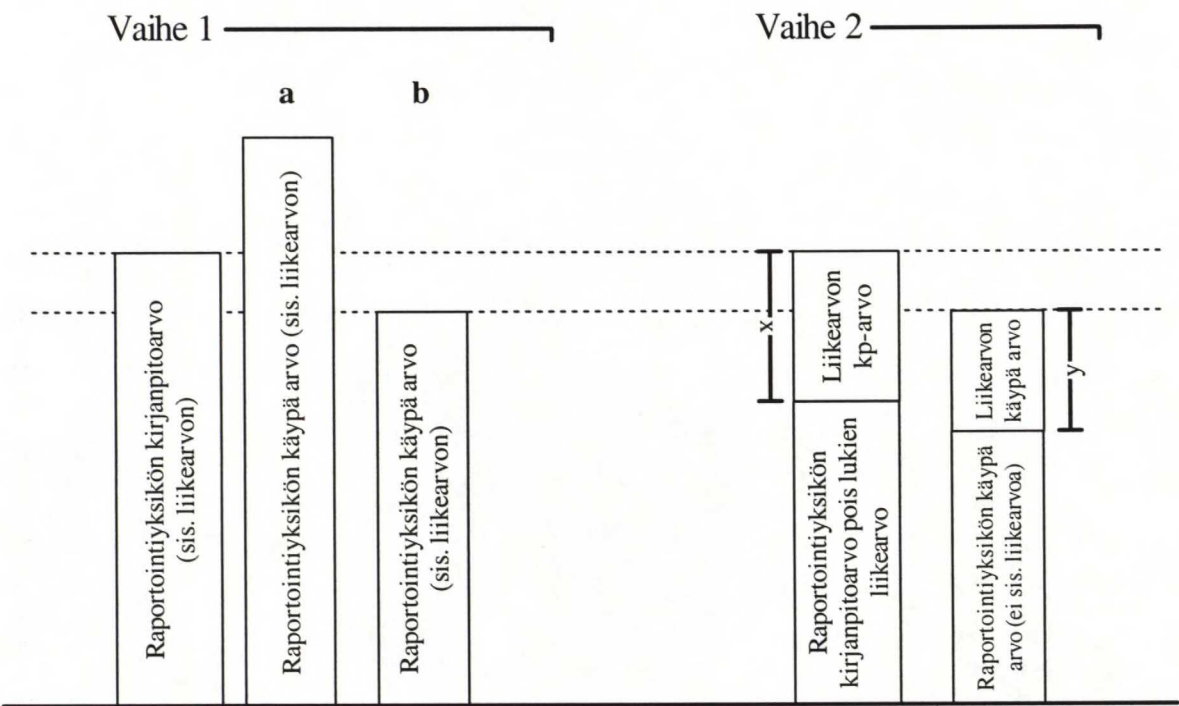 Vaihe 1
Vaihe 2
a
b
Raportointiyksikön kirjanpitoarvo
(sis. liikearvon)
Raportointiyksikön käypä arvo (sis. liikearvon)
Raportointiyksikön käypä arvo
(sis. liikearvon)
x
Liikearvon
kp-arvo
Raportointiyksikön
kirjanpitoarvo pois lukien
liikearvo
Liikearvon
käypä arvo
Raportointiyksikön käypä
arvo (ei sis. liikearvoa)
y